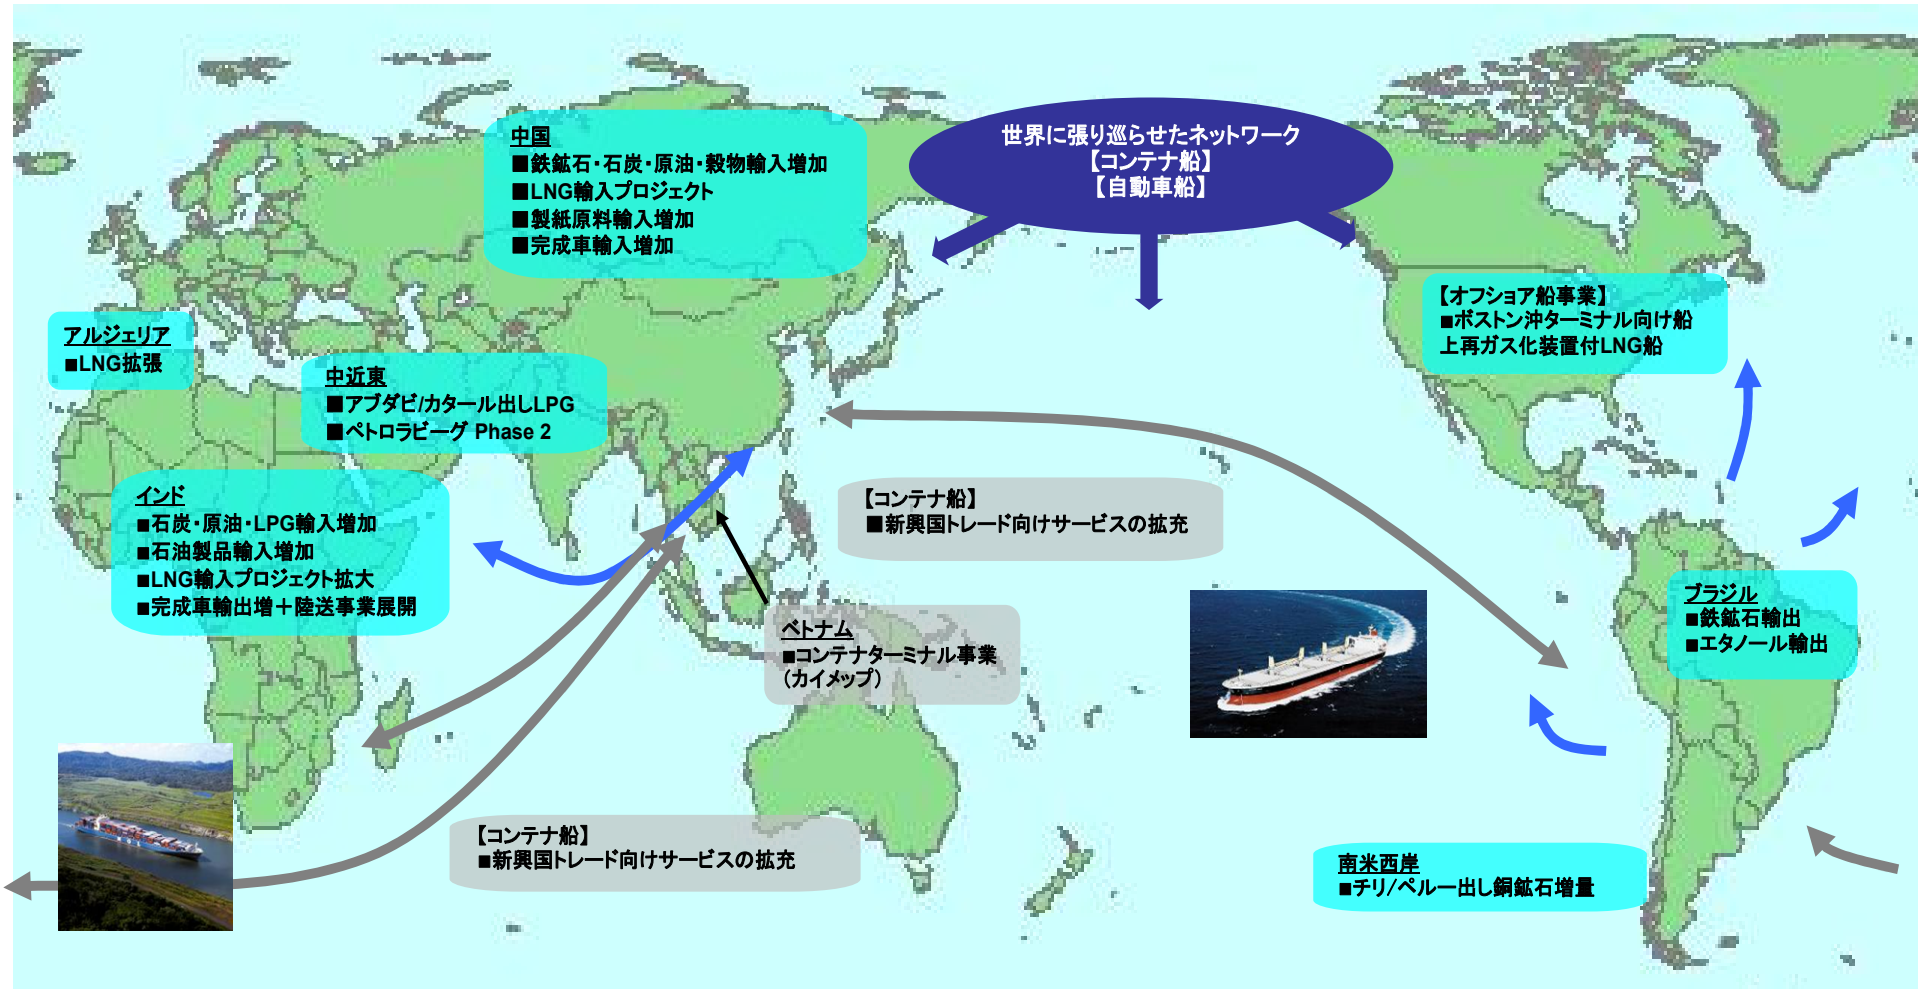 世界に張り巡らせたネットワーク
【コンテナ船】
【自動車船】
中国
■鉄鉱石・石炭・原油・穀物輸入増加
■LNG輸入プロジェクト
■製紙原料輸入増加
■完成車輸入増加
【オフショア船事業】
■ボストン沖ターミナル向け船
上再ガス化装置付LNG船
アルジェリア
■LNG拡張
中近東
■アブダビ/カタール出しLPG
■ペトロラビーグ Phase 2
インド
■石炭・原油・LPG輸入増加
■石油製品輸入増加
■LNG輸入プロジェクト拡大
■完成車輸出増＋陸送事業展開
【コンテナ船】
■新興国トレード向けサービスの拡充
ベトナム
■コンテナターミナル事業
（カイメップ）
ブラジル
■鉄鉱石輸出
■エタノール輸出
【コンテナ船】
■新興国トレード向けサービスの拡充
南米西岸
■チリ/ペルー出し銅鉱石増量